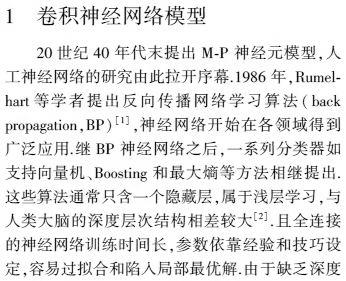 1 卷积神经网络模型
20 世纪 40 年代末提出 M-P 神经元模型,人
工神经网络的研究由此拉开序幕.1986 年,Rumel-
hart 等学者提出反向传播网络学习算法(back
propagation,BP)[1],神经网络开始在各领域得到
广泛应用.继 BP 神经网络之后,一系列分类器如
支持向量机、Boosting 和最大熵等方法相继提出.
这些算法通常只含一个隐藏层,属于浅层学习,与
人类大脑的深度层次结构相差较大[2].且全连接
的神经网络训练时间长,参数依靠经验和技巧设
定,容易过拟合和陷入局部最优解.由于缺乏深度